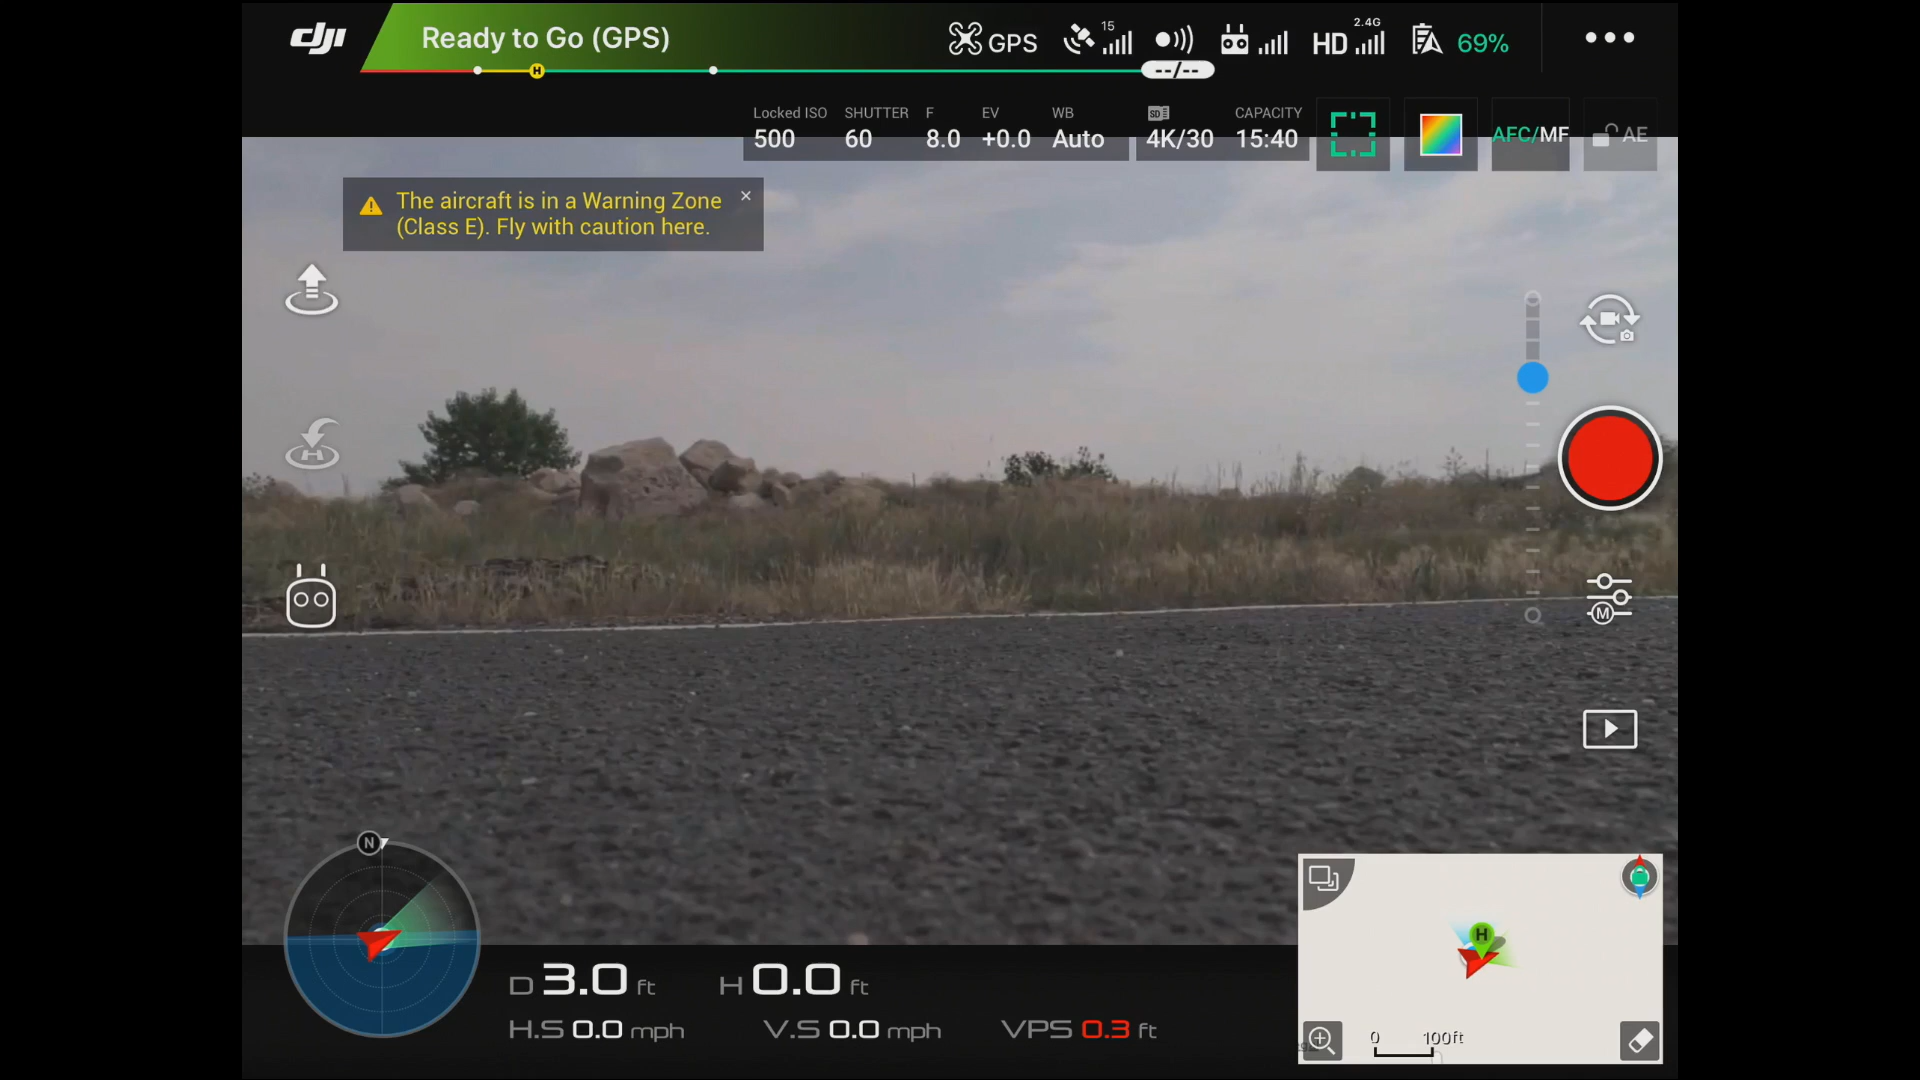 dji
Ready to Go (GPS)
GPS
15
2.4G
HD
69%
H
--/--
Locked ISO SHUTTER F EV WB SD CAPACITY
500 60 8.0 +0.0 Auto 4K/30 15:40
AFC/MF
AE
The aircraft is in a Warning Zone
(Class E). Fly with caution here.
H
M
N
D 3.0 ft H 0.0 ft
H.S 0.0 mph V.S 0.0 mph VPS 0.3 ft
H
0 100ft